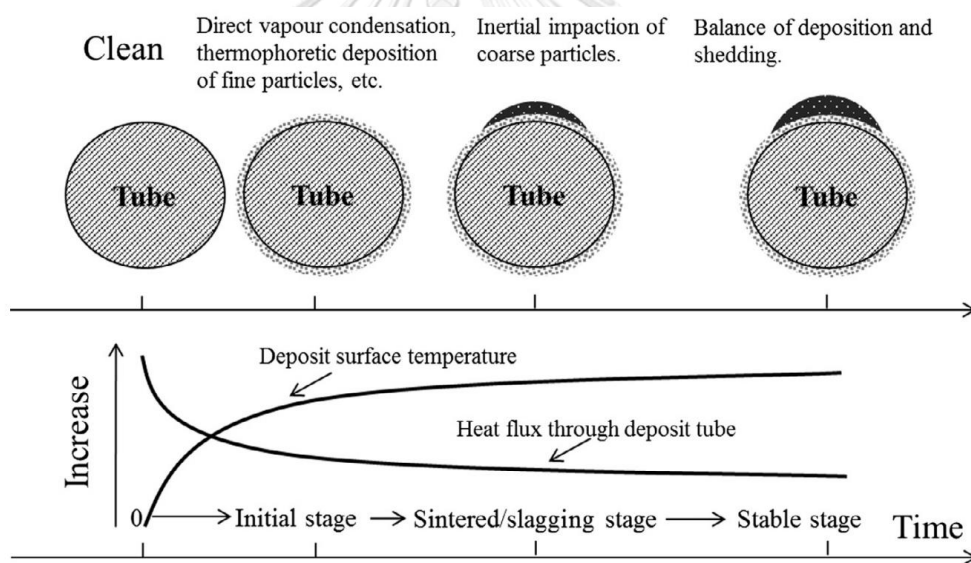 Clean
Direct vapour condensation,
thermophoretic deposition
of fine particles, etc.
Inertial impaction of
coarse particles.
Balance of deposition and
shedding.
Tube
Tube
Tube
Tube
Increase
Deposit surface temperature
Heat flux through deposit tube
0
Initial stage
Sintered/slagging stage
Stable stage
Time